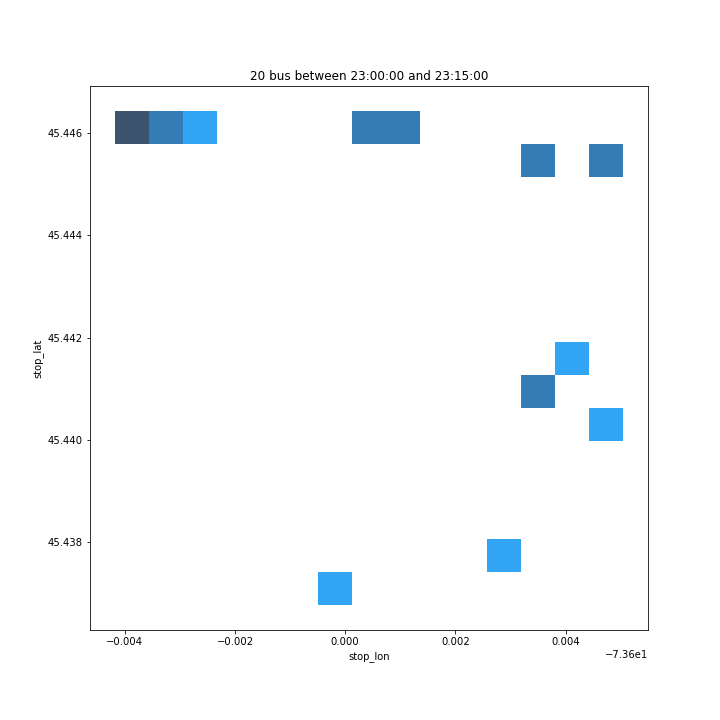 20 bus between 23:00:00 and 23:15:00
45.446
45.444
45.442
45.440
45.438
stop_lat
−0.004 −0.002 0.000 0.002 0.004
−7.36e1
stop_lon